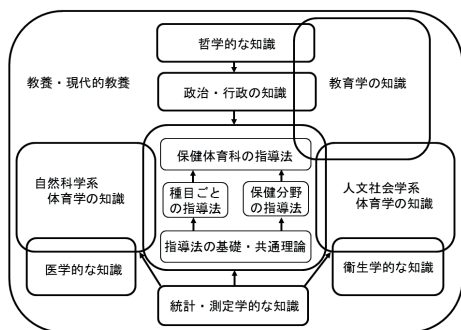 哲学的な知識
教養・現代的教養
政治・行政の知識
教育学の知識
保健体育科の指導法
自然科学系
体育学の知識
種目ごと
の指導法
保健分野
の指導法
人文社会学系
体育学の知識
指導法の基礎・共通理論
医学的な知識
衛生学的な知識
統計・測定学的な知識